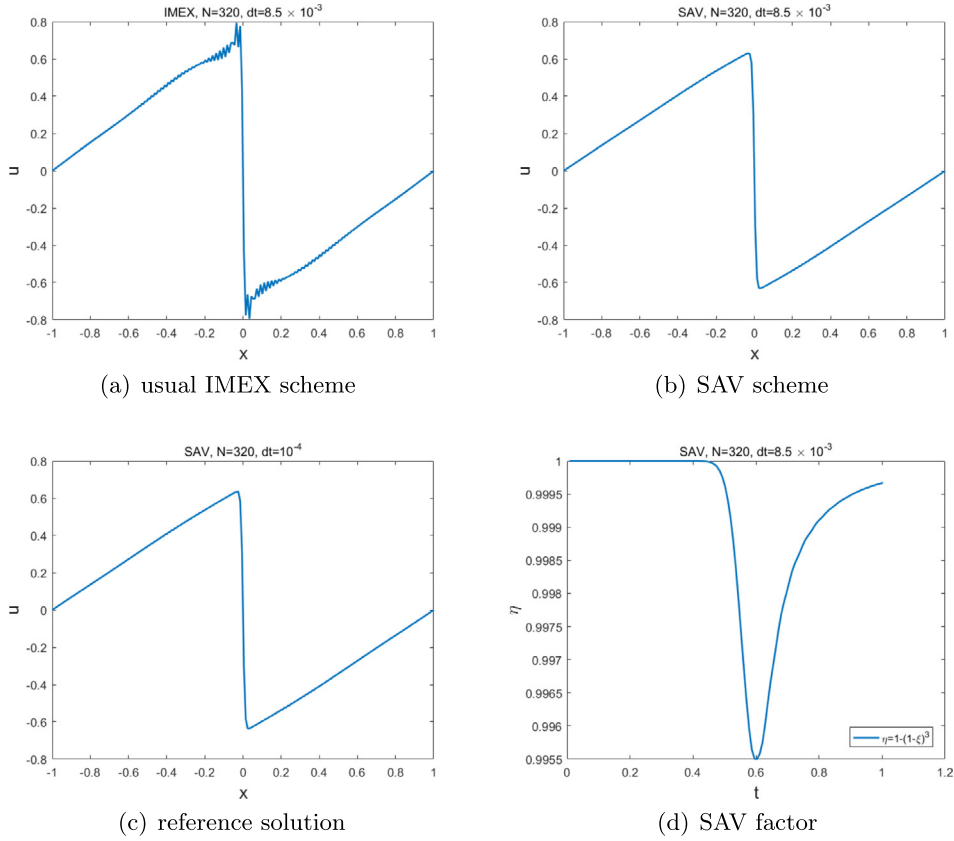 IMEX, N=320, dt=8.5 × 10⁻³
0.8
0.6
0.4
0.2
0
-0.2
-0.4
-0.6
-0.8
u
-1 -0.8 -0.6 -0.4 -0.2 0 0.2 0.4 0.6 0.8 1
x
(a) usual IMEX scheme
SAV, N=320, dt=8.5 × 10⁻³
0.8
0.6
0.4
0.2
0
-0.2
-0.4
-0.6
-0.8
u
-1 -0.8 -0.6 -0.4 -0.2 0 0.2 0.4 0.6 0.8 1
x
(b) SAV scheme
SAV, N=320, dt=10⁻⁴
0.8
0.6
0.4
0.2
0
-0.2
-0.4
-0.6
-0.8
u
-1 -0.8 -0.6 -0.4 -0.2 0 0.2 0.4 0.6 0.8 1
x
(c) reference solution
SAV, N=320, dt=8.5 × 10⁻³
1
0.9995
0.999
0.9985
0.998
0.9975
0.997
0.9965
0.996
0.9955
η
η=1-(1-ξ)³
0 0.2 0.4 0.6 0.8 1 1.2
t
(d) SAV factor